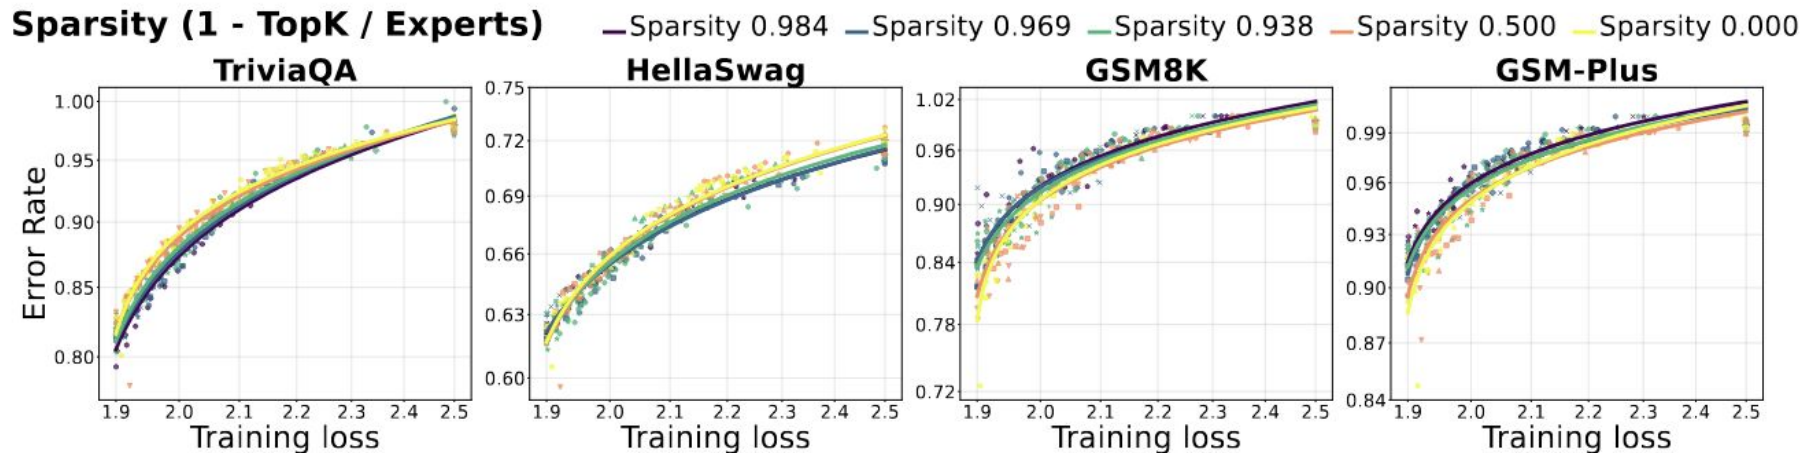 Sparsity (1 - TopK / Experts) Sparsity 0.984 Sparsity 0.969 Sparsity 0.938 Sparsity 0.500 Sparsity 0.000
TriviaQA HellaSwag GSM8K GSM-Plus
Error Rate
1.00
0.95
0.90
0.85
0.80
1.9 2.0 2.1 2.2 2.3 2.4 2.5
Training loss
0.75
0.72
0.69
0.66
0.63
0.60
1.9 2.0 2.1 2.2 2.3 2.4 2.5
Training loss
1.02
0.96
0.90
0.84
0.78
0.72
1.9 2.0 2.1 2.2 2.3 2.4 2.5
Training loss
0.99
0.96
0.93
0.90
0.87
0.84
1.9 2.0 2.1 2.2 2.3 2.4 2.5
Training loss